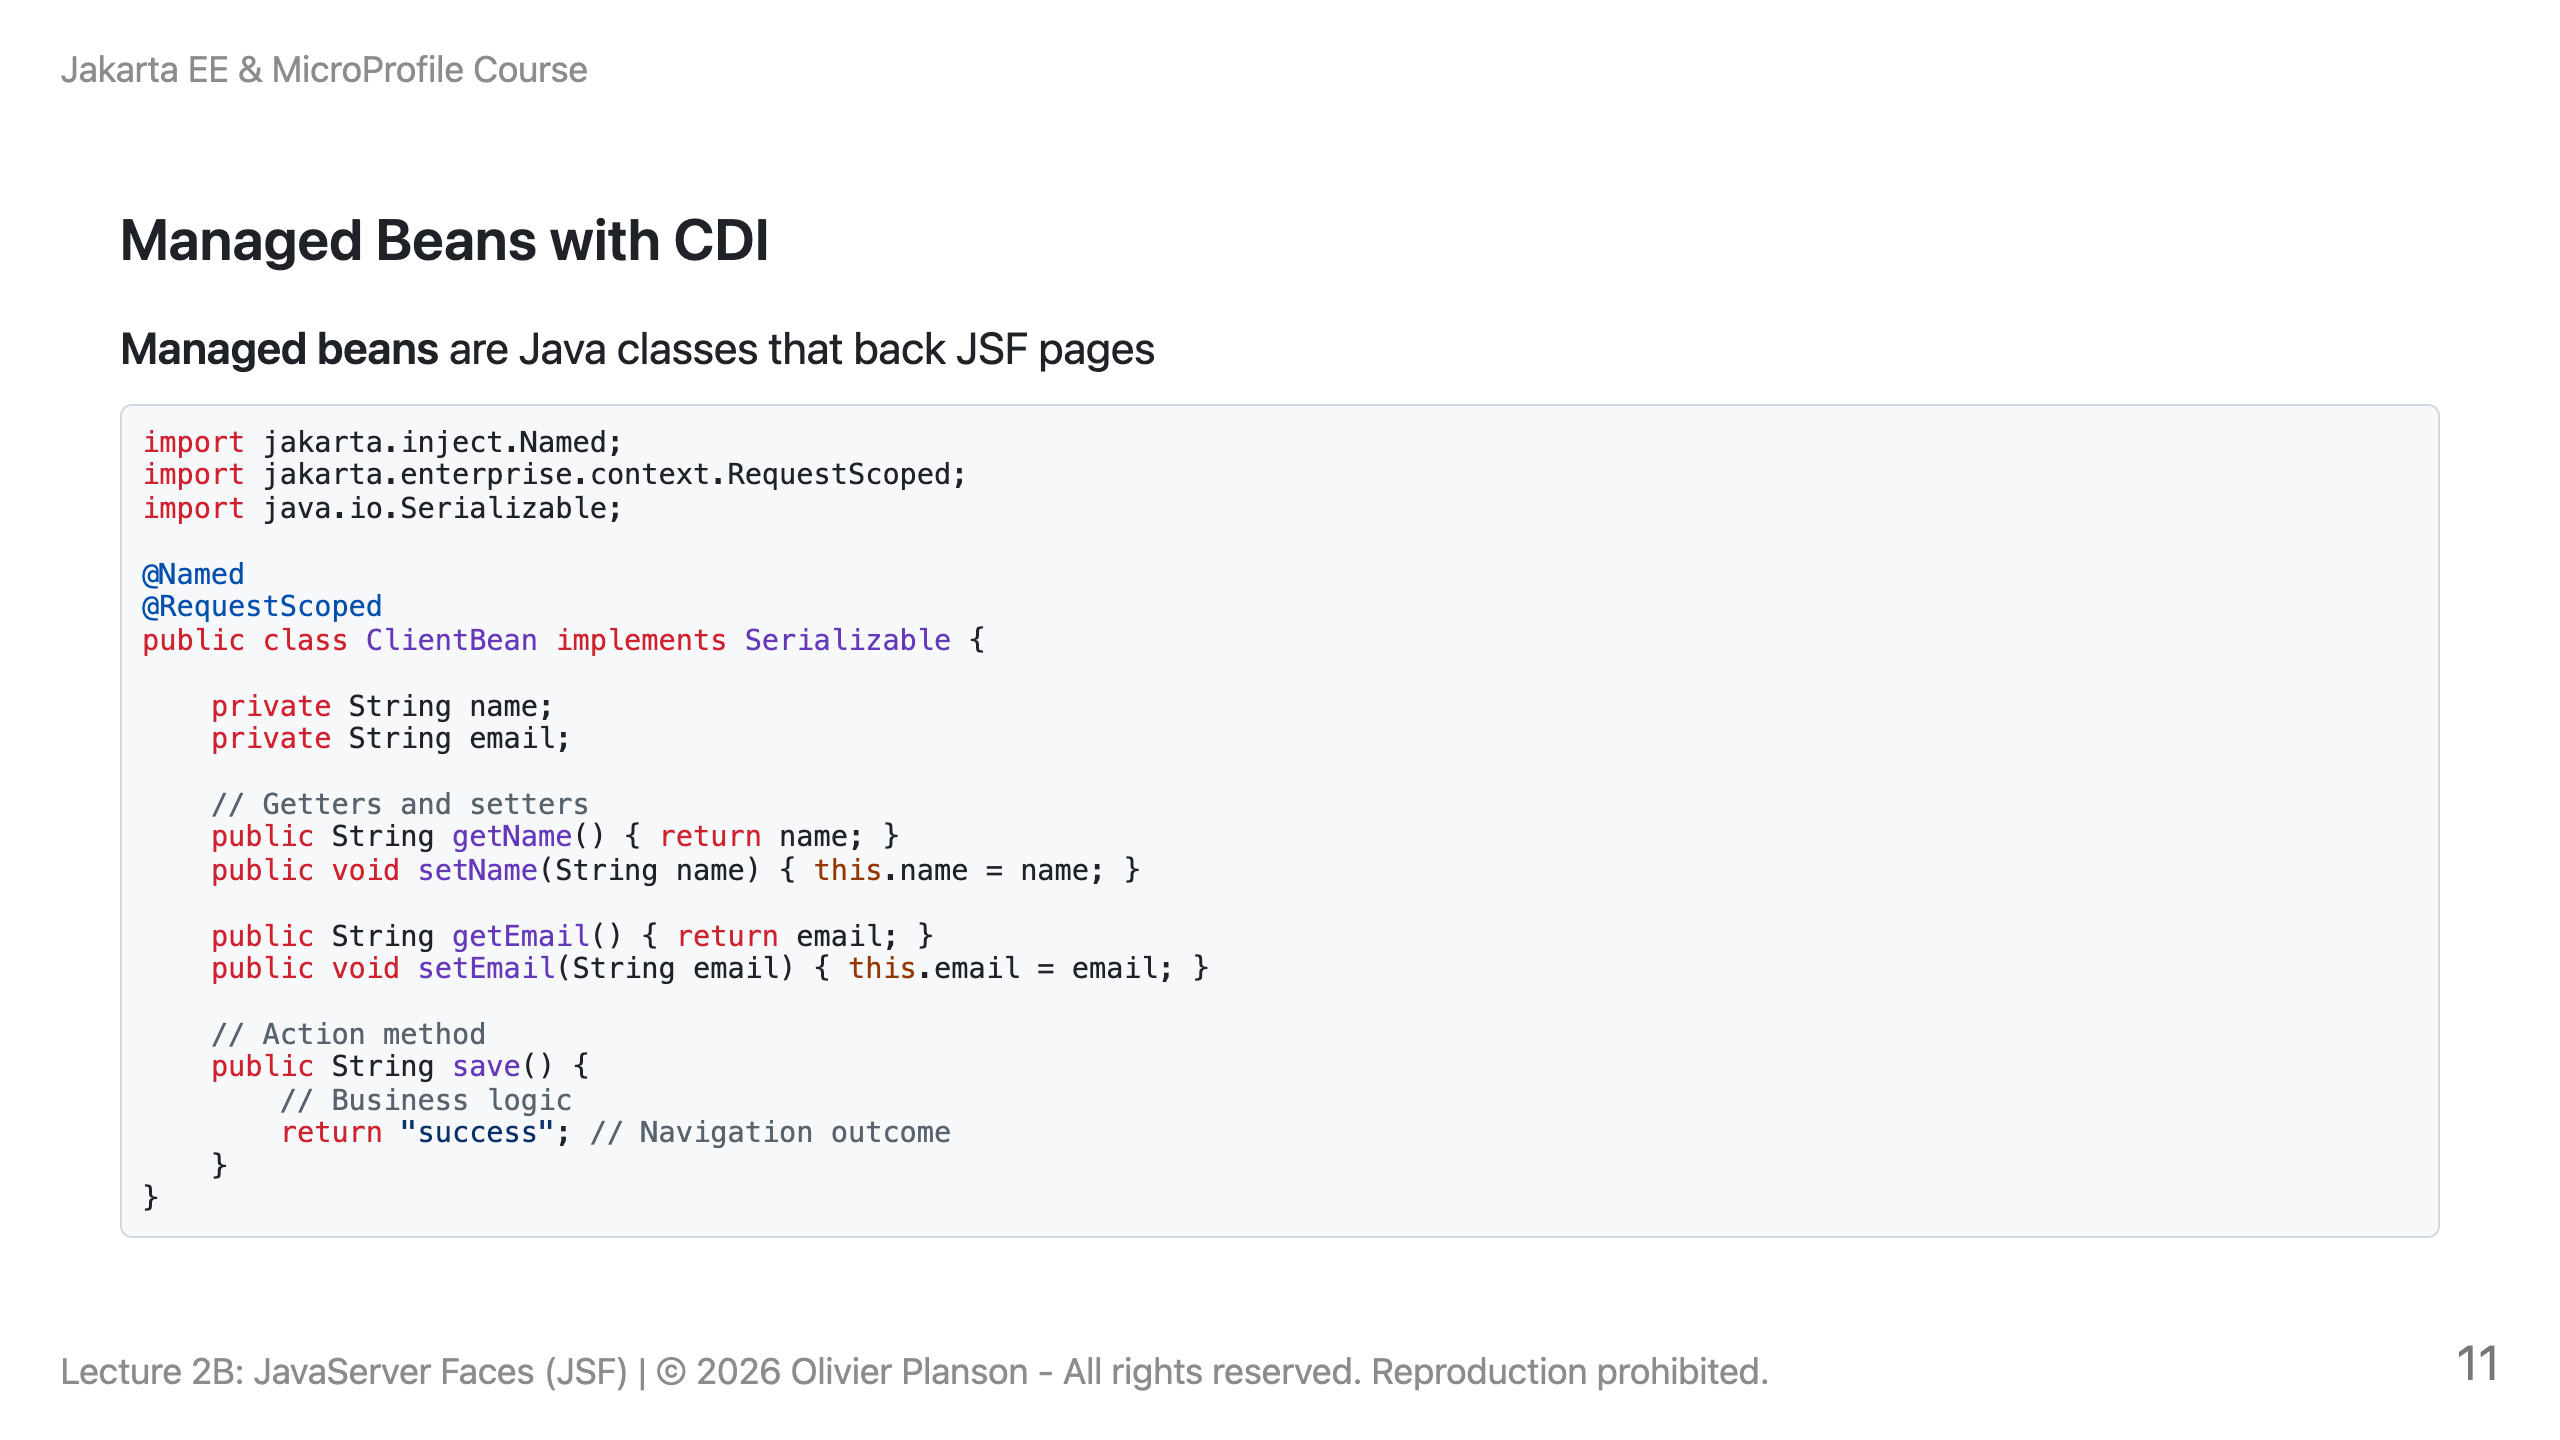 Jakarta EE & MicroProfile Course
Managed Beans with CDI
Managed beans are Java classes that back JSF pages
import jakarta.inject.Named;
import jakarta.enterprise.context.RequestScoped;
import java.io.Serializable;

@Named
@RequestScoped
public class ClientBean implements Serializable {

    private String name;
    private String email;

    // Getters and setters
    public String getName() { return name; }
    public void setName(String name) { this.name = name; }

    public String getEmail() { return email; }
    public void setEmail(String email) { this.email = email; }

    // Action method
    public String save() {
        // Business logic
        return "success"; // Navigation outcome
    }
}
Lecture 2B: JavaServer Faces (JSF) | © 2026 Olivier Planson - All rights reserved. Reproduction prohibited.
11